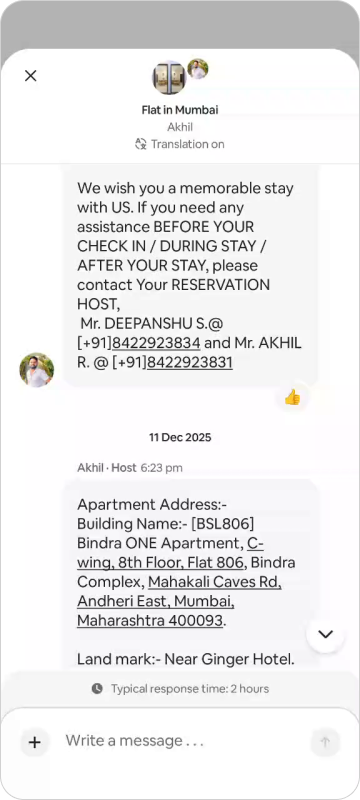 Flat in Mumbai
Akhil
Translation on
We wish you a memorable stay
with US. If you need any
assistance BEFORE YOUR
CHECK IN / DURING STAY /
AFTER YOUR STAY, please
contact Your RESERVATION
HOST,
Mr. DEEPANSHU S.@
[+91]8422923834 and Mr. AKHIL
R. @ [+91]8422923831
11 Dec 2025
Akhil · Host 6:23 pm
Apartment Address:-
Building Name:- [BSL806]
Bindra ONE Apartment, C-
wing, 8th Floor, Flat 806, Bindra
Complex, Mahakali Caves Rd,
Andheri East, Mumbai,
Maharashtra 400093.
Land mark:- Near Ginger Hotel.
Typical response time: 2 hours
Write a message . . .